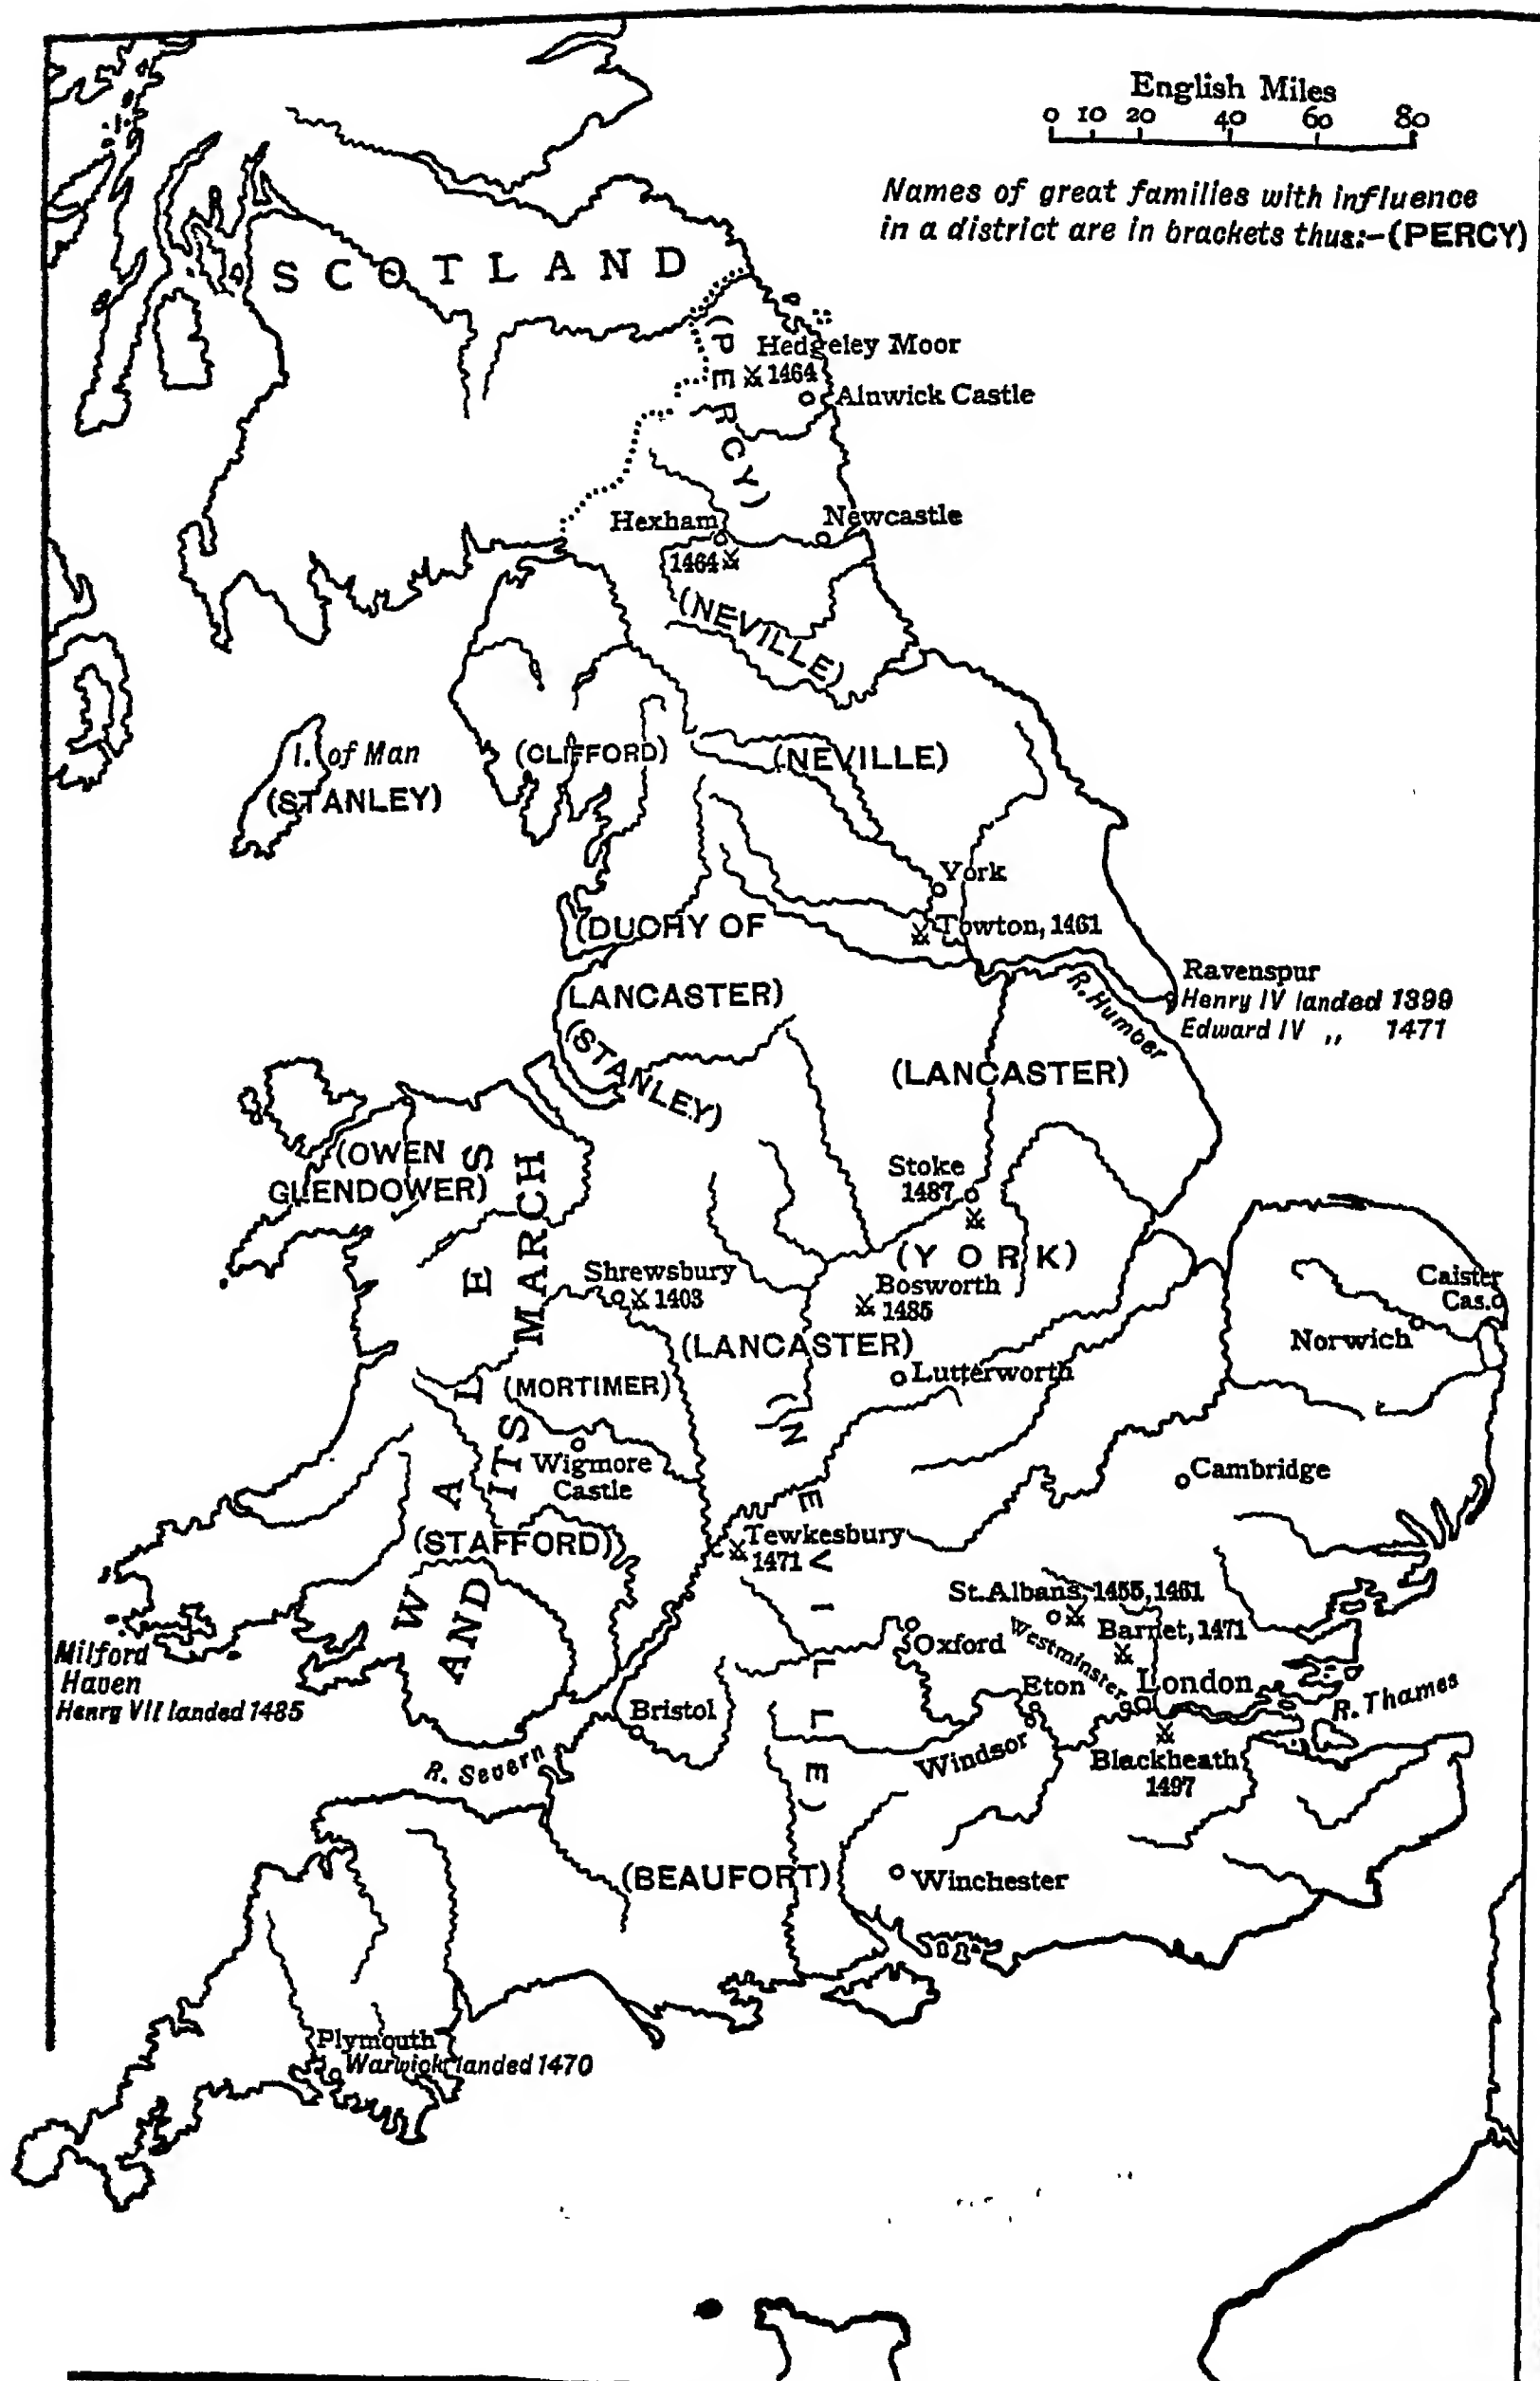 English Miles
0 10 20 40 60 80
Names of great families with influence
in a district are in brackets thus:-(PERCY)
SCOTLAND
(PERCY)
Hedgeley Moor
1464
Alnwick Castle
Hexham
1464
Newcastle
(NEVILLE)
I. of Man
(STANLEY)
(CLIFFORD)
(NEVILLE)
York
Towton, 1461
(DUCHY OF
LANCASTER)
Ravenspur
Henry IV landed 1399
Edward IV ,, 1471
R. Humber
(STANLEY)
(LANCASTER)
(OWEN
GLENDOWER)
WALES
AND
ITS
MARCH
Stoke
1487
(YORK)
Shrewsbury
1403
Bosworth
1485
Caister
Cas.
Norwich
(LANCASTER)
Lutterworth
(MORTIMER)
(NEVILLE)
Wigmore
Castle
Cambridge
(STAFFORD)
Tewkesbury
1471
St. Albans, 1455, 1461
Barnet, 1471
Oxford
Westminster
London
Eton
Windsor
R. Thames
Milford
Haven
Henry VII landed 1485
Bristol
R. Severn
Blackheath
1497
(BEAUFORT)
Winchester
Plymouth
Warwick landed 1470